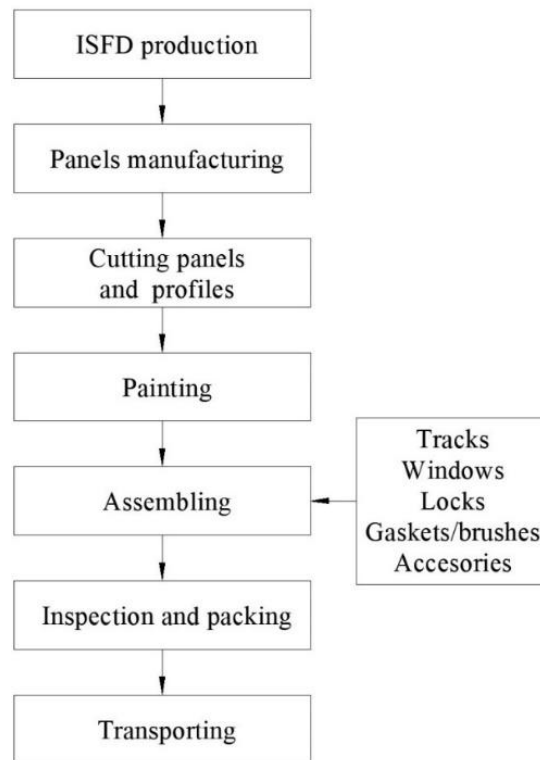 ISFD production
Panels manufacturing
Cutting panels
and profiles
Painting
Assembling
Tracks
Windows
Locks
Gaskets/brushes
Accesories
Inspection and packing
Transporting